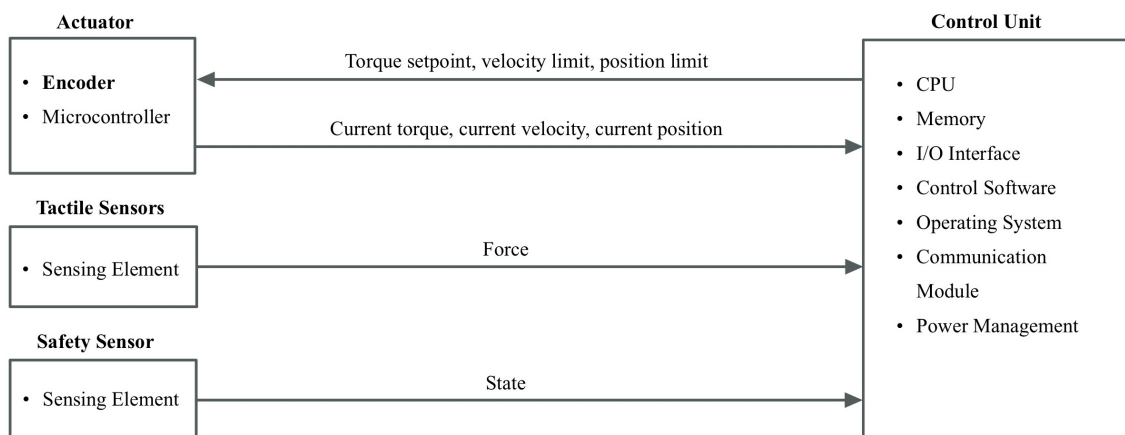 Actuator
• Encoder
• Microcontroller
Torque setpoint, velocity limit, position limit
Current torque, current velocity, current position
Tactile Sensors
• Sensing Element
Force
Safety Sensor
• Sensing Element
State
Control Unit
• CPU
• Memory
• I/O Interface
• Control Software
• Operating System
• Communication
Module
• Power Management